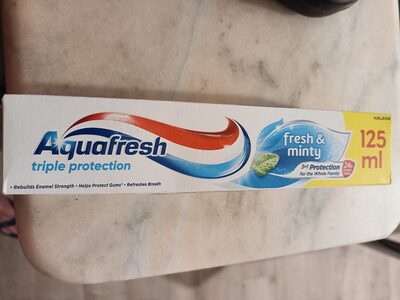 HALEON
Aquafresh
triple protection
• Rebuilds Enamel Strength • Helps Protect Gums* • Refreshes Breath
fresh &
minty
3in1 Protection
for the Whole Family
24h
125
ml